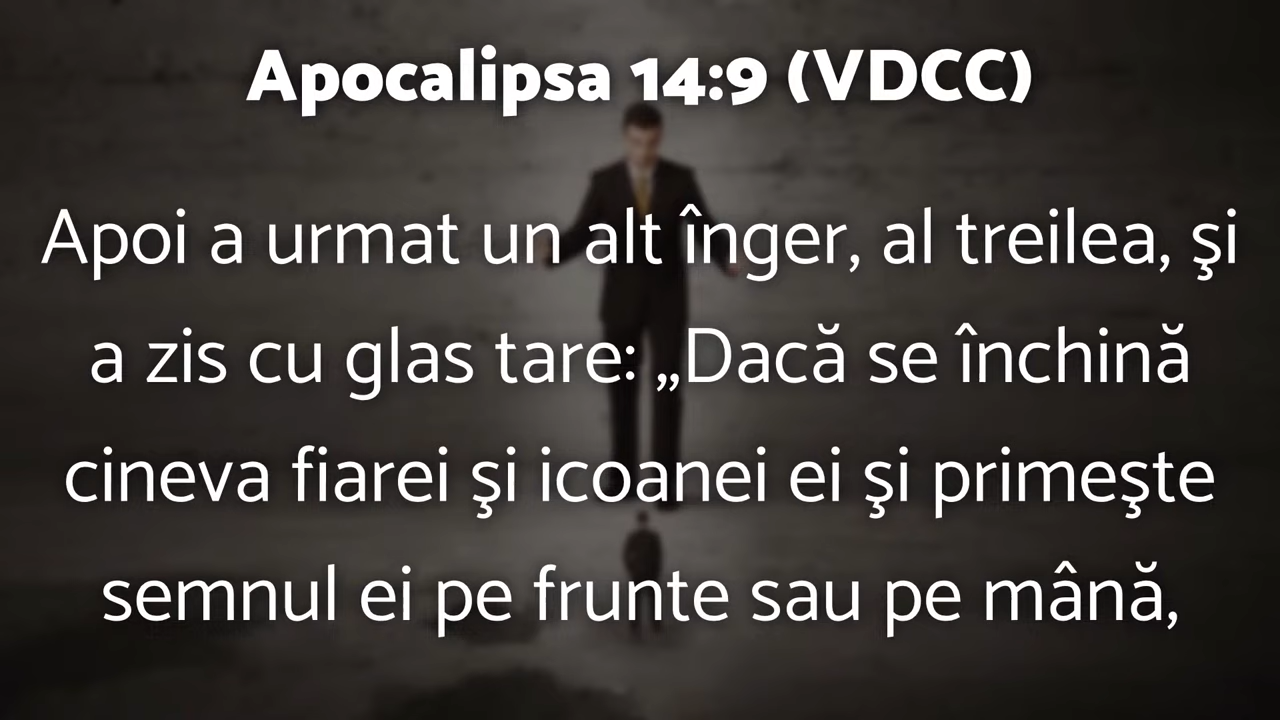 Apocalipsa 14:9 (VDCC)
Apoi a urmat un alt înger, al treilea, şi
a zis cu glas tare: „Dacă se închină
cineva fiarei şi icoanei ei şi primeşte
semnul ei pe frunte sau pe mână,